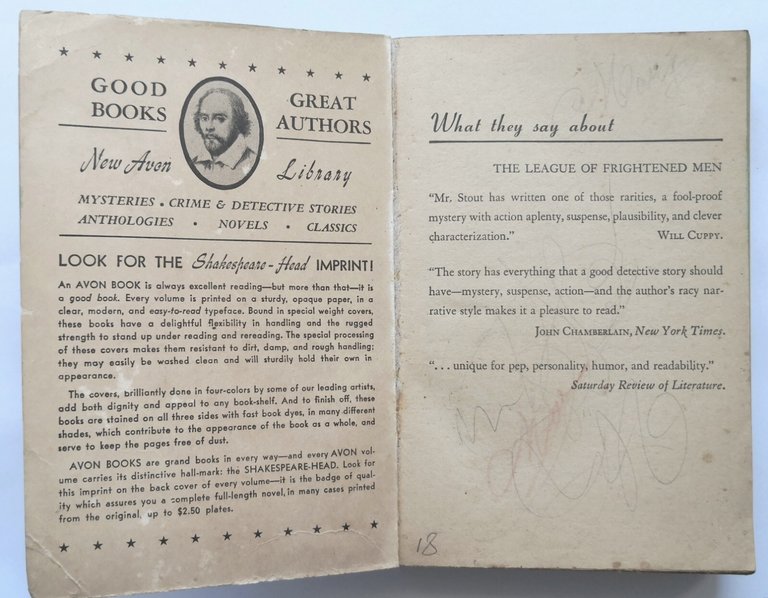 GOOD
BOOKS
GREAT
AUTHORS
New Avon
Library
MYSTERIES • CRIME & DETECTIVE STORIES
ANTHOLOGIES • NOVELS • CLASSICS
LOOK FOR THE Shakespeare-Head IMPRINT!
An AVON BOOK is always excellent reading—but more than that—it is
a good book. Every volume is printed on a sturdy, opaque paper, in a
clear, modern, and easy-to-read typeface. Bound in special weight covers,
these books have a delightful flexibility in handling and the rugged
strength to stand up under reading and rereading. The special processing
of these covers makes them resistant to dirt, damp, and rough handling;
they may easily be washed clean and will sturdily hold their own in
appearance.
The covers, brilliantly done in four-colors by some of our leading artists,
add both dignity and appeal to any book-shelf. And to finish off, these
books are stained on all three sides with fast book dyes, in many different
shades, which contribute to the appearance of the book as a whole, and
serve to keep the pages free of dust.
AVON BOOKS are grand books in every way—and every AVON vol-
ume carries its distinctive hall-mark: the SHAKESPEARE-HEAD. Look for
this imprint on the back cover of every volume—it is the badge of qual-
ity which assures you a complete full-length novel, in many cases printed
from the original, up to $2.50 plates.
What they say about
THE LEAGUE OF FRIGHTENED MEN
“Mr. Stout has written one of those rarities, a fool-proof
mystery with action aplenty, suspense, plausibility, and clever
characterization.” WILL CUPPY.
“The story has everything that a good detective story should
have—mystery, suspense, action—and the author's racy nar-
rative style makes it a pleasure to read.”
JOHN CHAMBERLAIN, New York Times.
“. . . unique for pep, personality, humor, and readability.”
Saturday Review of Literature.
18